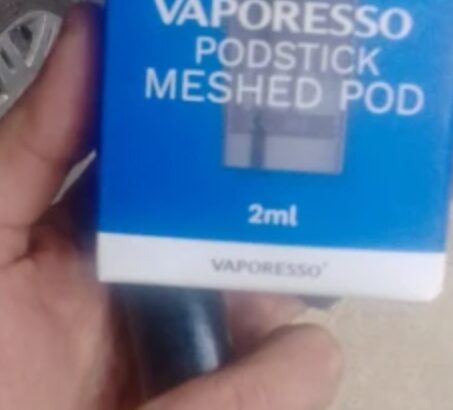 VAPORESSO
PODSTICK
MESHED POD
2ml
VAPORESSO